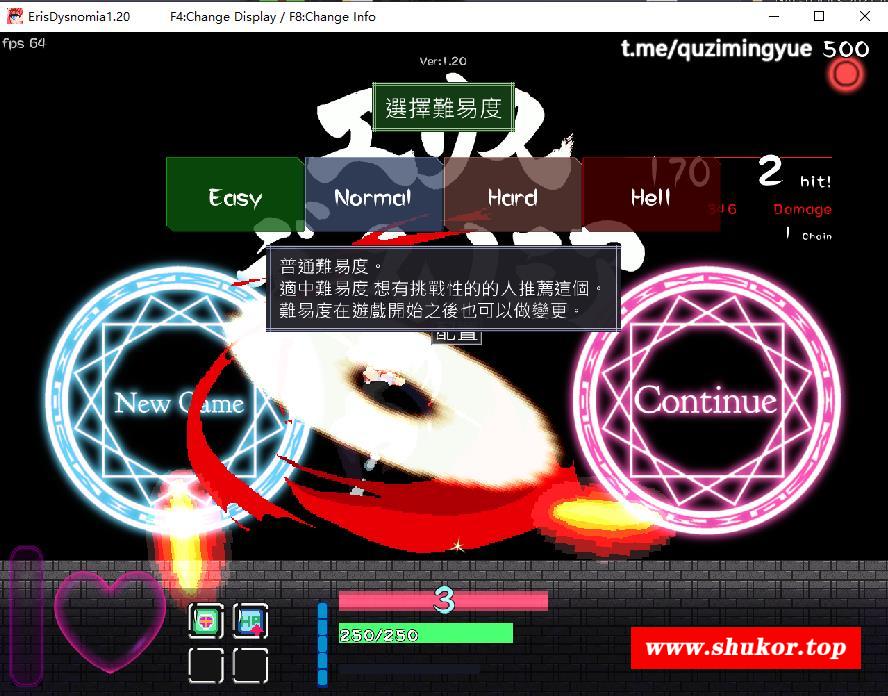 ErisDysnomia1.20 F4:Change Display / F8:Change Info
fps 64
t.me/quzimingyue 500
Ver:1.20
選擇難易度
170
2 hit!
Easy Normal Hard Hell
Damage
1 Chain
普通難易度。
適中難易度 想有挑戰性的的人推薦這個。
難易度在遊戲開始之後也可以做變更。
配置
New Game
Continue
3
HP
250/250
www.shukor.top